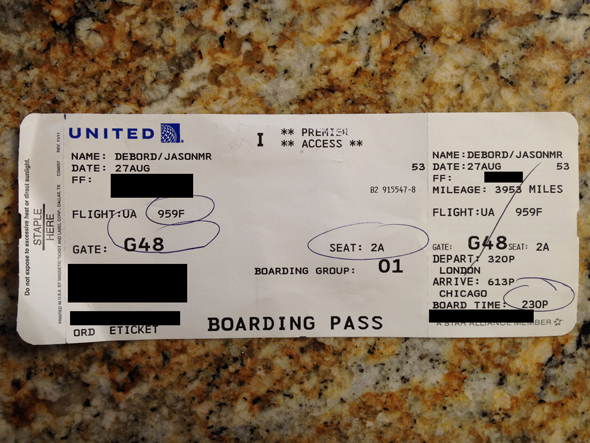 UNITED
I ** PREMIER
** ACCESS **
NAME: DEBORD/JASONMR
DATE: 27AUG 53
FF:
B2 915547-8
FLIGHT:UA 959F
GATE: G48 SEAT: 2A
BOARDING GROUP: 01
ORD ETICKET
BOARDING PASS
NAME:DEBORD/JASONMR
DATE:27AUG 53
FF:
MILEAGE: 3953 MILES
FLIGHT:UA 959F
GATE: G48 SEAT: 2A
DEPART: 320P
LONDON
ARRIVE: 613P
CHICAGO
BOARD TIME: 230P
A STAR ALLIANCE MEMBER
Do not expose to excessive heat or direct sunlight.
STAPLE
HERE